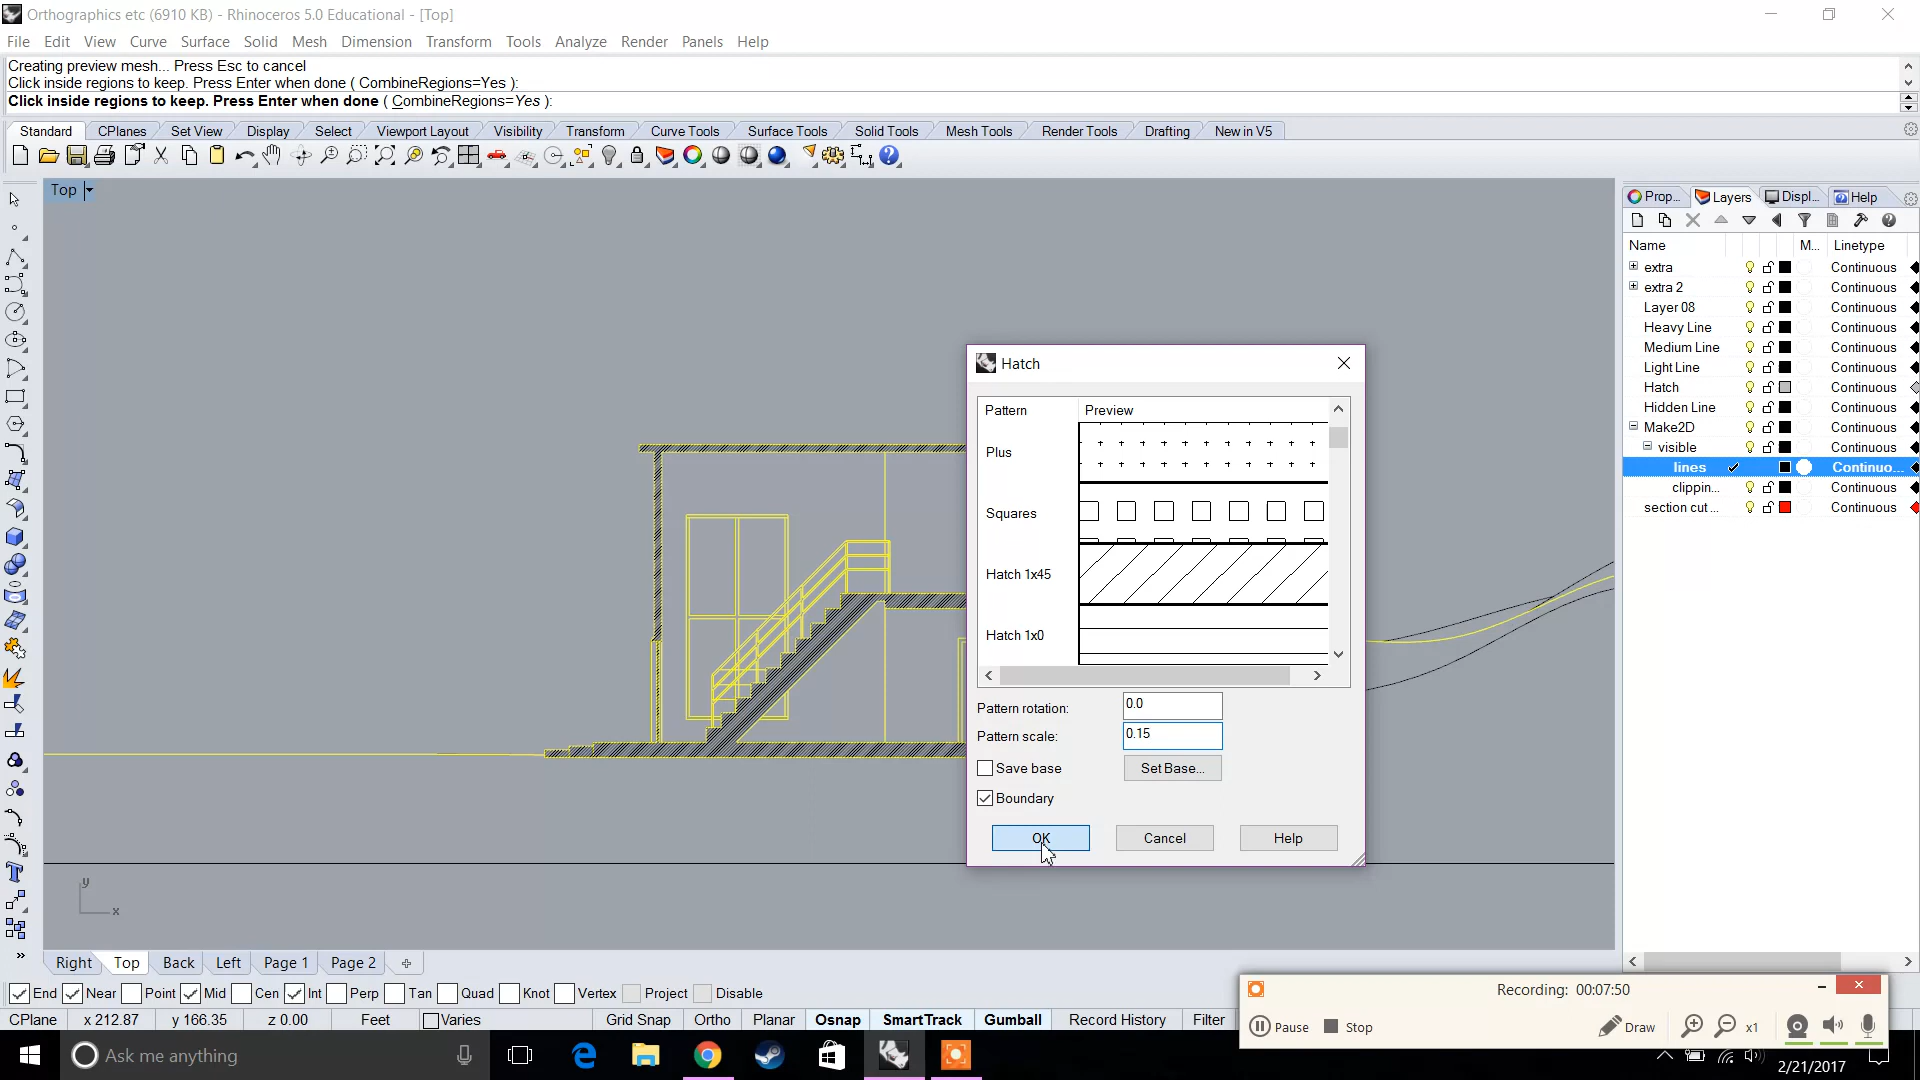 Orthographics etc (6910 KB) - Rhinoceros 5.0 Educational - [Top]
File Edit View Curve Surface Solid Mesh Dimension Transform Tools Analyze Render Panels Help
Creating preview mesh... Press Esc to cancel
Click inside regions to keep. Press Enter when done ( CombineRegions=Yes ):
Click inside regions to keep. Press Enter when done ( CombineRegions=Yes ):
Standard CPlanes Set View Display Select Viewport Layout Visibility Transform Curve Tools Surface Tools Solid Tools Mesh Tools Render Tools Drafting New in V5
Top
Prop... Layers Displ... Help
Name M... Linetype
extra Continuous
extra 2 Continuous
Layer 08 Continuous
Heavy Line Continuous
Medium Line Continuous
Light Line Continuous
Hatch Continuous
Hidden Line Continuous
Make2D Continuous
visible Continuous
lines Continuo...
clippin... Continuous
section cut ... Continuous
Hatch
Pattern Preview
Plus
Squares
Hatch 1x45
Hatch 1x0
Pattern rotation: 0.0
Pattern scale: 0.15
Save base Set Base...
Boundary
OK Cancel Help
y
x
Right Top Back Left Page 1 Page 2
End Near Point Mid Cen Int Perp Tan Quad Knot Vertex Project Disable
CPlane x 212.87 y 166.35 z 0.00 Feet Varies Grid Snap Ortho Planar Osnap SmartTrack Gumball Record History Filter
Recording: 00:07:50
Pause Stop Draw x1
Ask me anything
2/21/2017